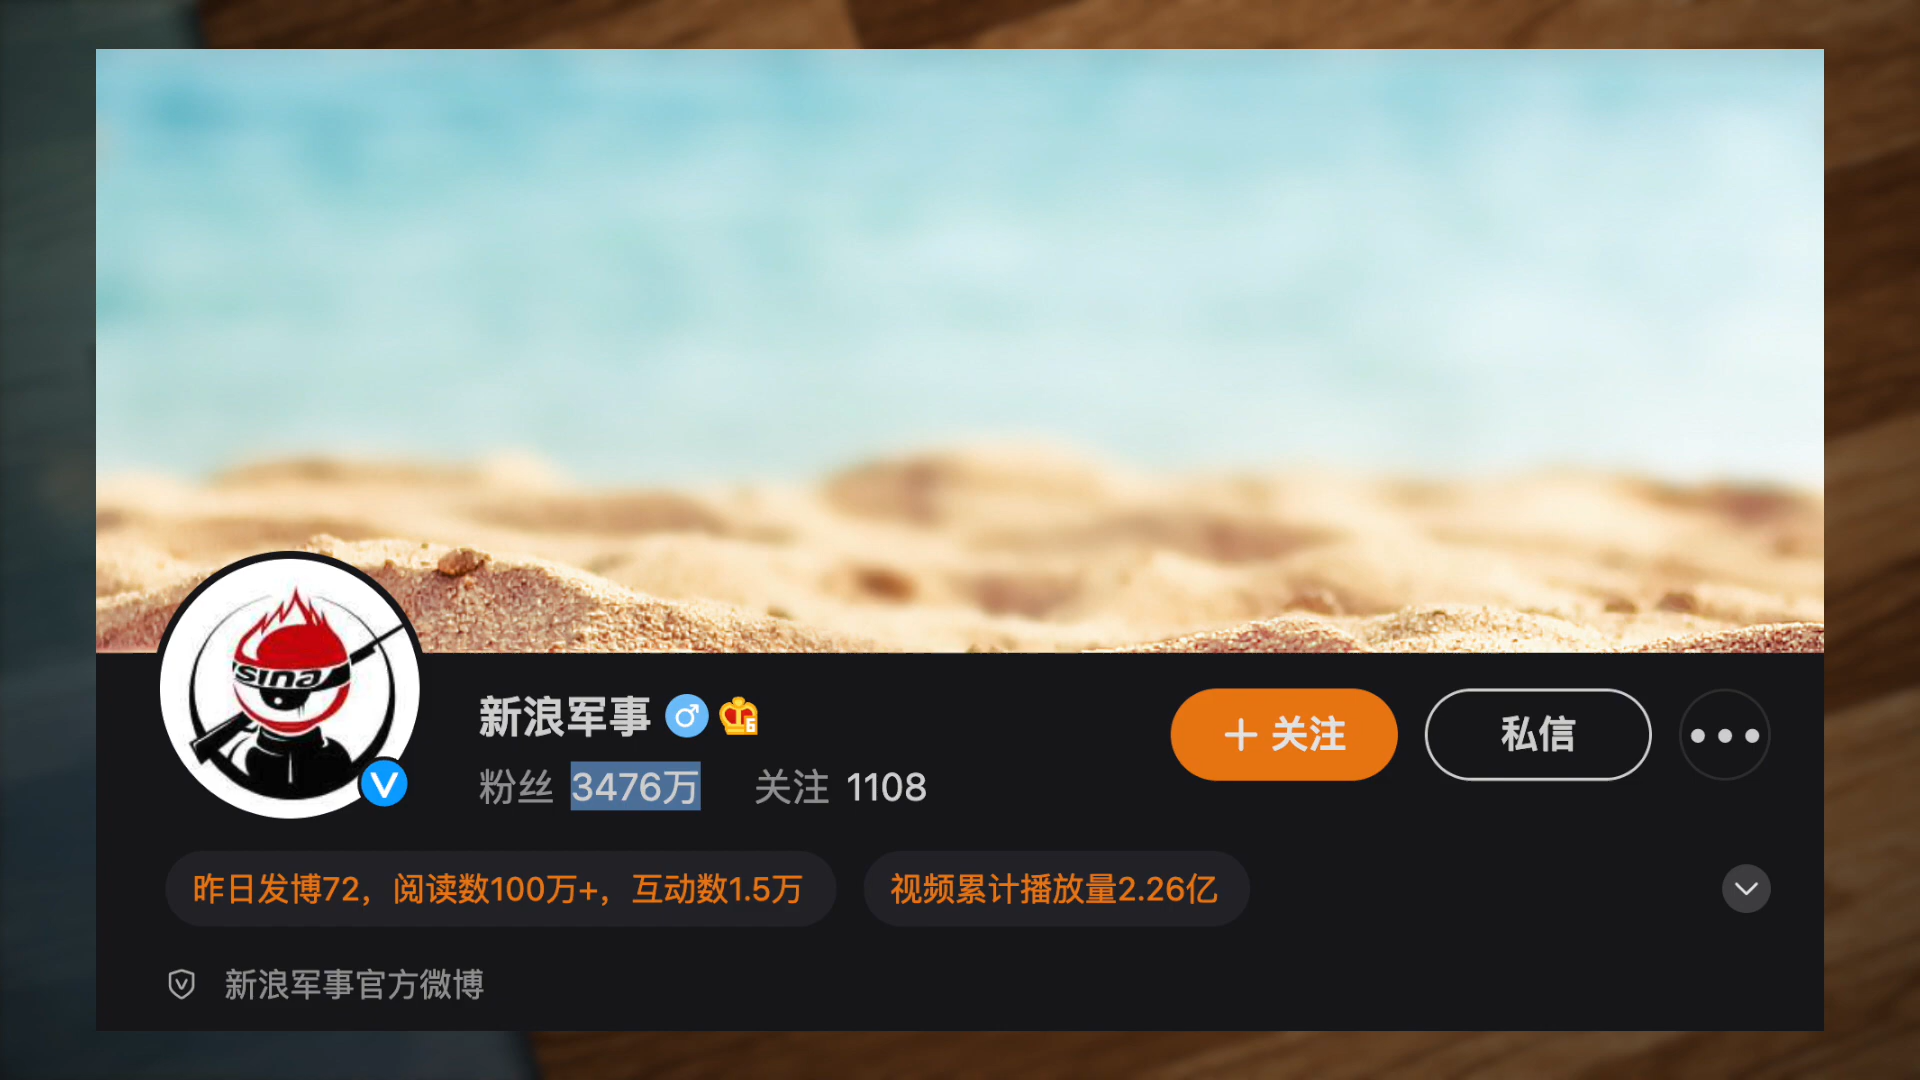 sina
新浪军事
6
粉丝 3476万 关注 1108
+ 关注
私信
昨日发博72，阅读数100万+，互动数1.5万
视频累计播放量2.26亿
新浪军事官方微博